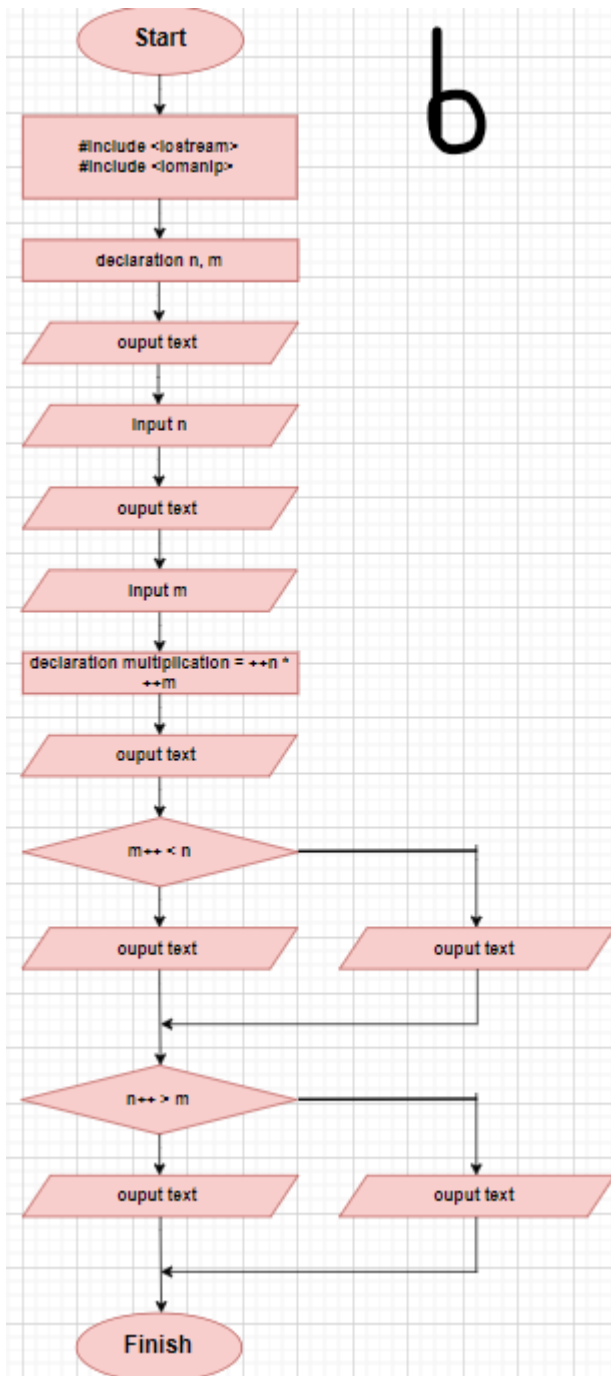 Start
b
#include <iostream>
#include <iomanip>
declaration n, m
ouput text
input n
ouput text
input m
declaration multiplication = ++n *
++m
ouput text
m++ < n
ouput text
ouput text
n++ > m
ouput text
ouput text
Finish